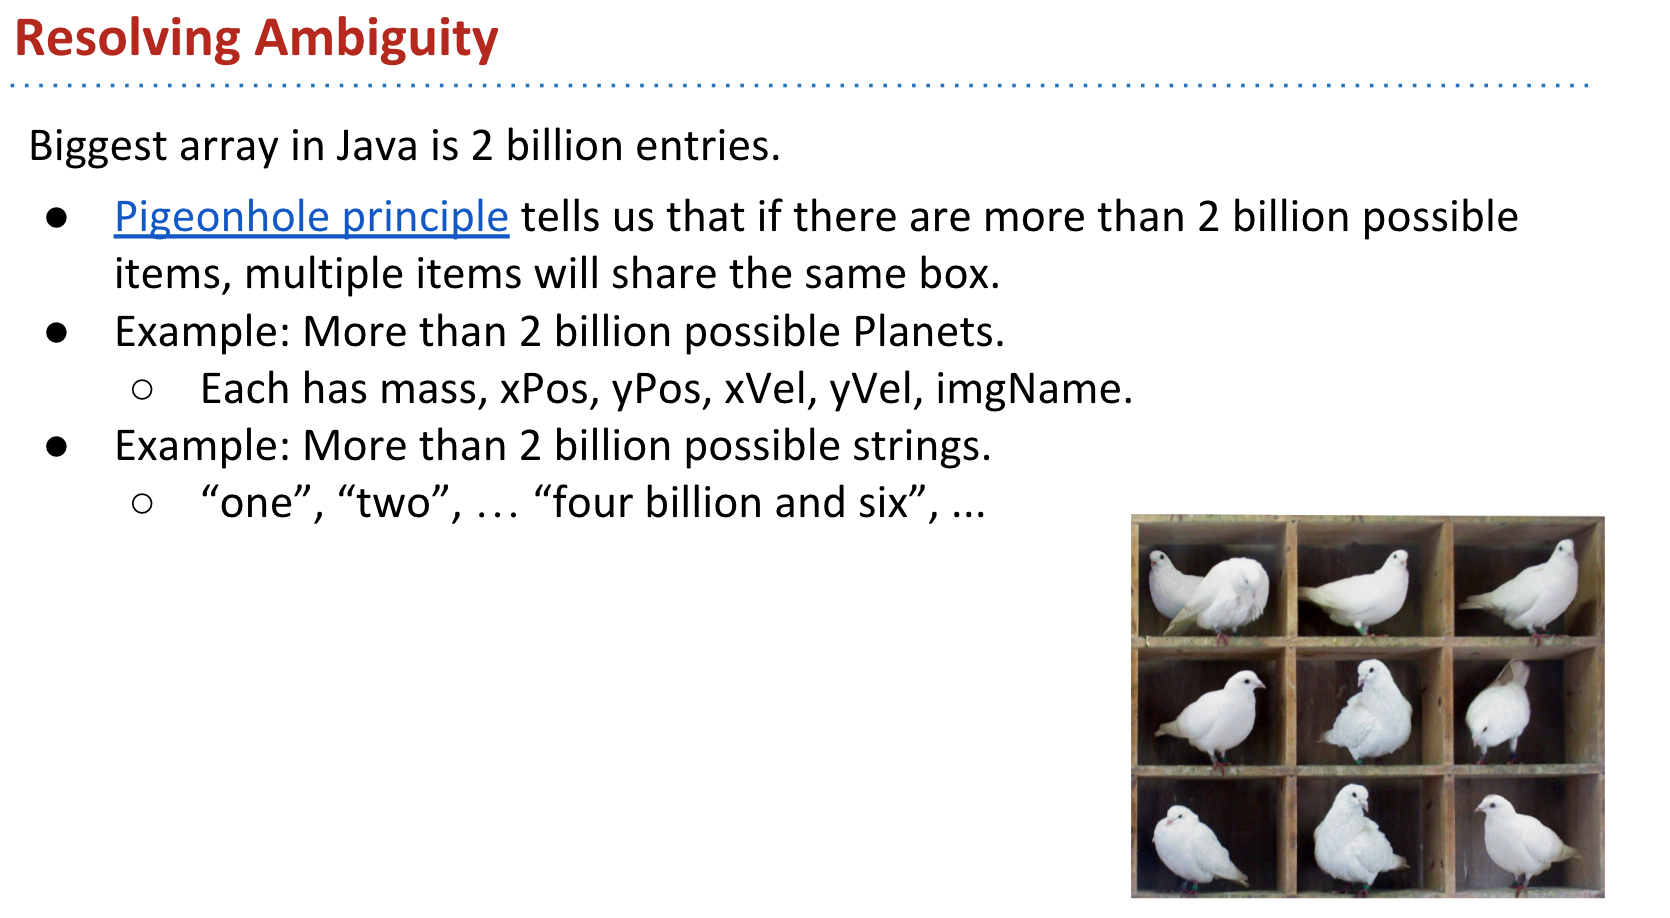 Resolving Ambiguity
Biggest array in Java is 2 billion entries.
● Pigeonhole principle tells us that if there are more than 2 billion possible
items, multiple items will share the same box.
● Example: More than 2 billion possible Planets.
○ Each has mass, xPos, yPos, xVel, yVel, imgName.
● Example: More than 2 billion possible strings.
○ “one”, “two”, … “four billion and six”, ...